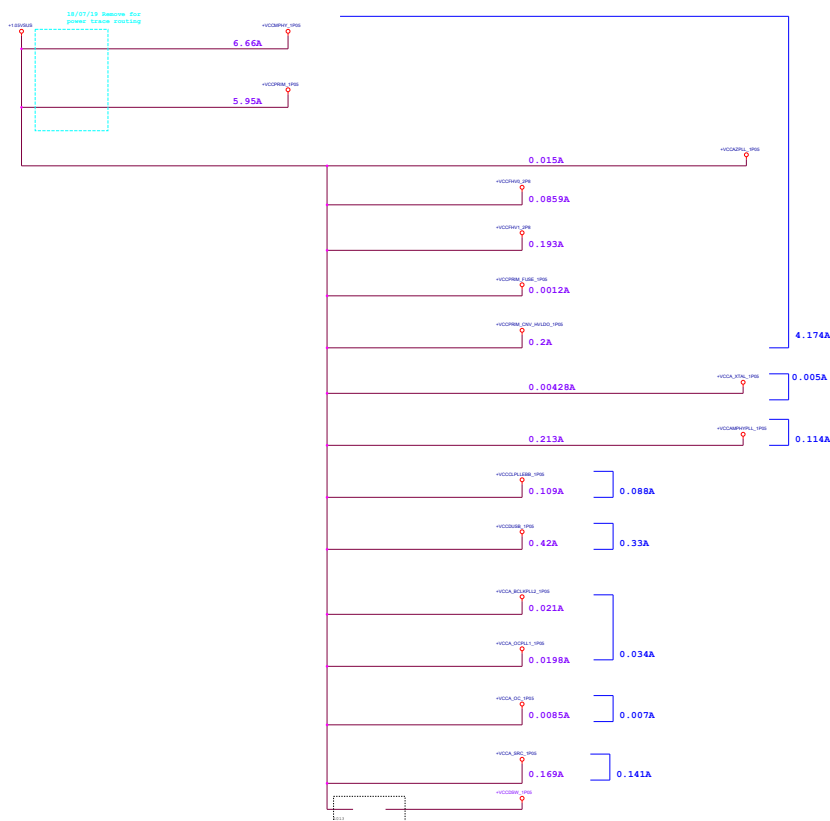 18/07/19 Remove for
power trace routing
+1.05VSUS
+VCCMPHY_1P05
6.66A
+VCCPRIM_1P05
5.95A
+VCCAZPLL_1P05
0.015A
+VCCFHV0_2P8
0.0859A
+VCCFHV1_2P8
0.193A
+VCCPRIM_FUSE_1P05
0.0012A
+VCCPRIM_CNV_HVLDO_1P05
0.2A
4.174A
+VCCA_XTAL_1P05
0.00428A
0.005A
+VCCAMPHYPLL_1P05
0.213A
0.114A
+VCCCLPLLEBB_1P05
0.109A
0.088A
+VCCDUSB_1P05
0.42A
0.33A
+VCCA_BCLKPLL2_1P05
0.021A
0.034A
+VCCA_OCPLL1_1P05
0.0198A
+VCCA_OC_1P05
0.0085A
0.007A
+VCCA_SRC_1P05
0.169A
0.141A
+VCCDSW_1P05